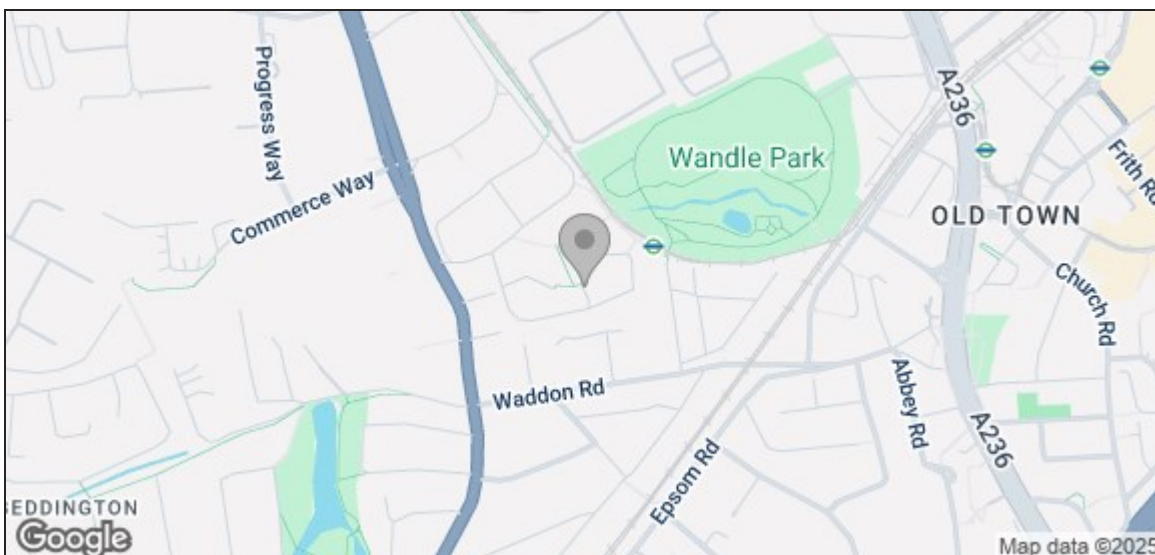 Progress Way
Commerce Way
Wandle Park
A236
Frith Rd
OLD TOWN
Church Rd
Waddon Rd
Abbey Rd
Epsom Rd
A236
BEDDINGTON
Google
Map data ©2025